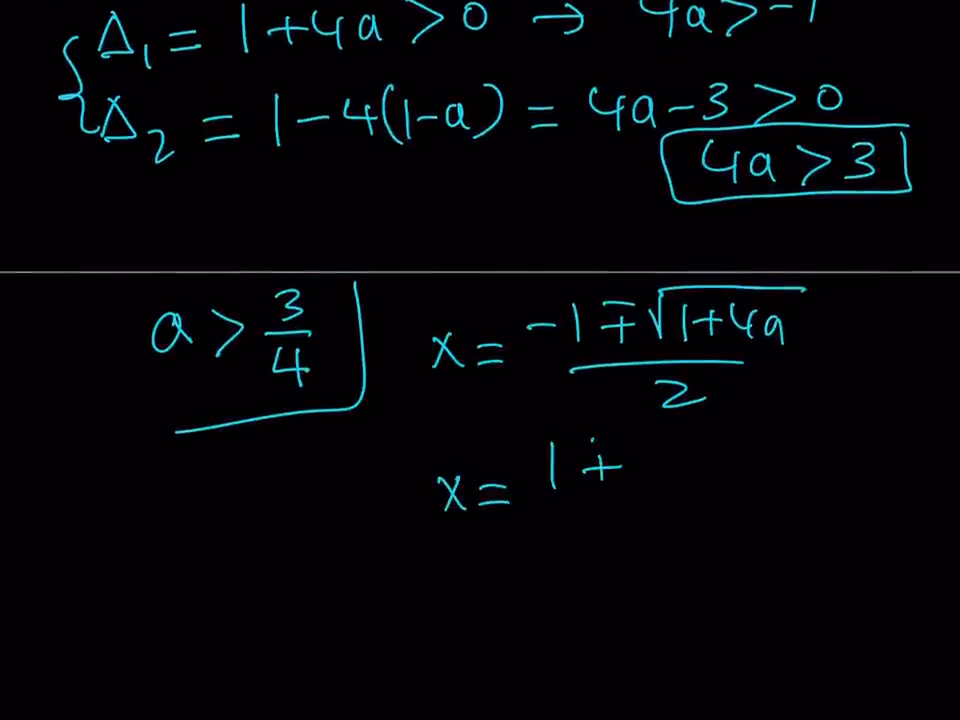 Δ₁ = 1+4a > 0 → 4a > -1
Δ₂ = 1-4(1-a) = 4a-3 > 0
4a > 3
a > 3/4
x = (-1 ∓ √(1+4a))/2
x = 1 ∓